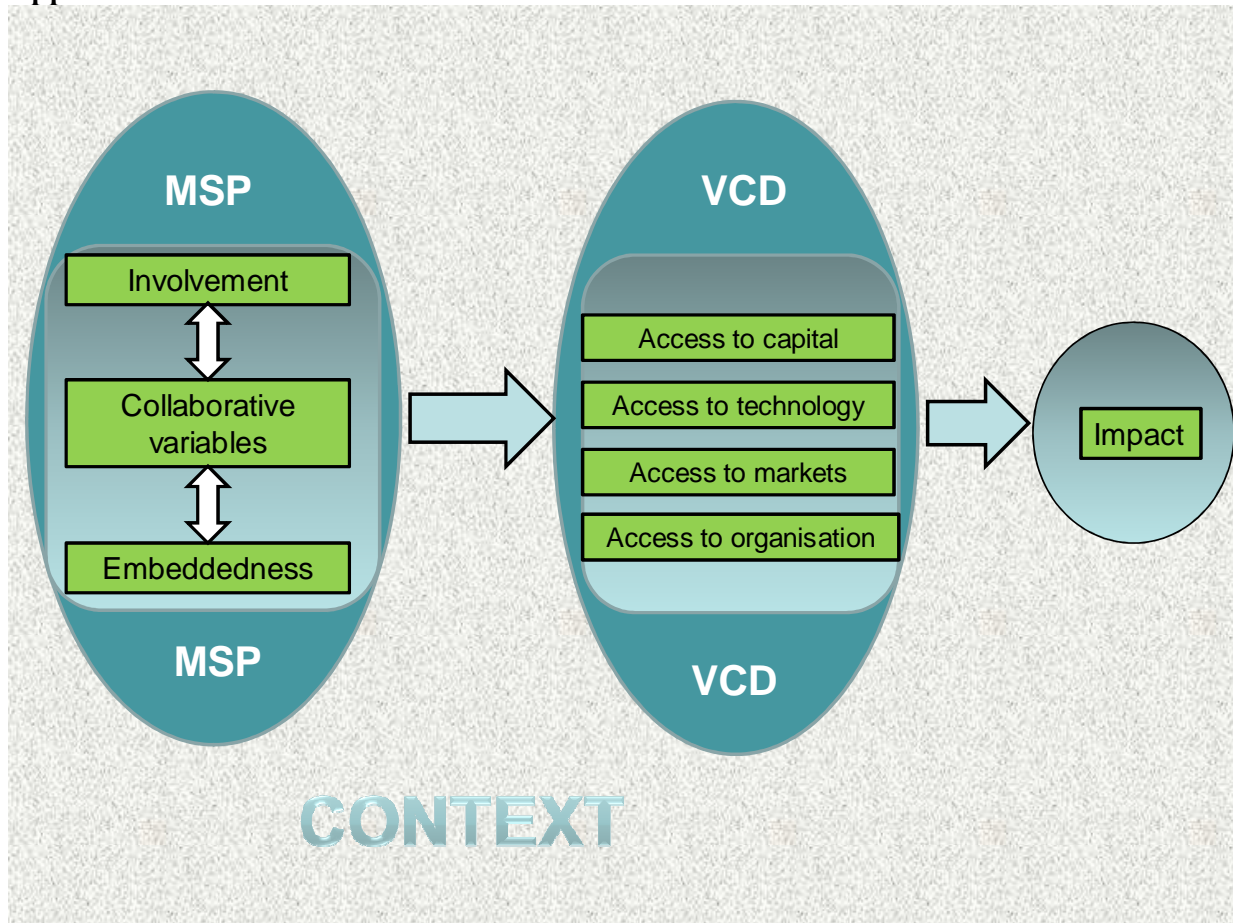 MSP
Involvement
Collaborative
variables
Embeddedness
MSP
VCD
Access to capital
Access to technology
Access to markets
Access to organisation
VCD
Impact
CONTEXT